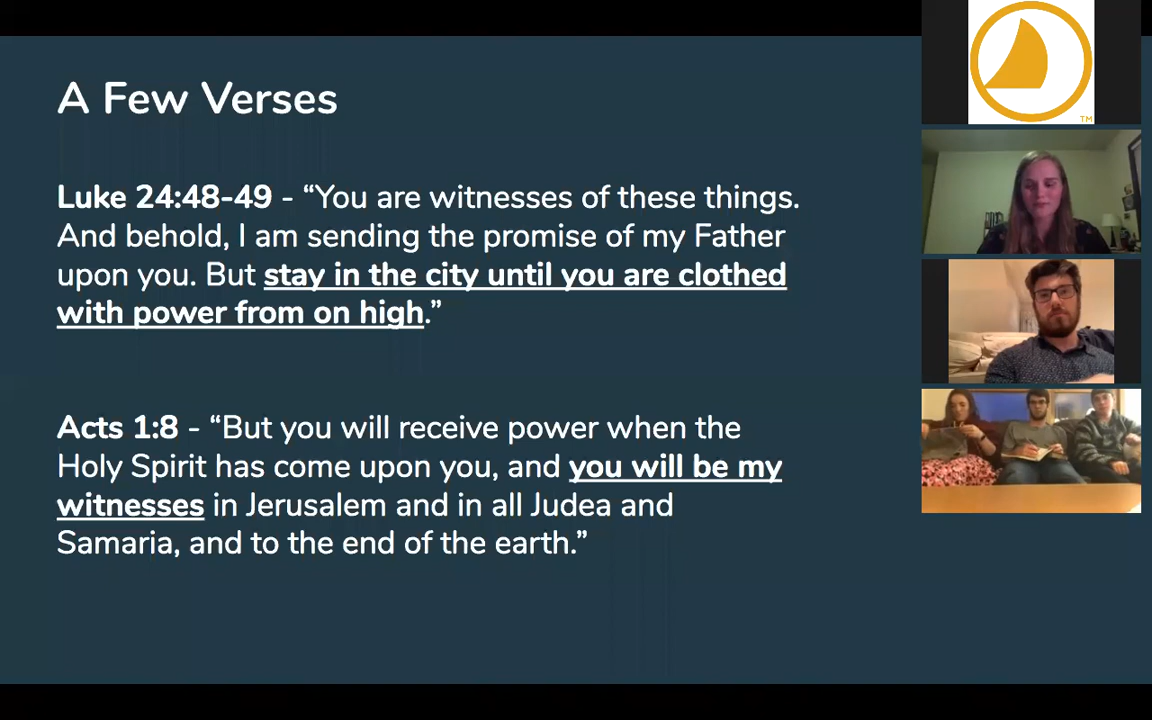 A Few Verses
Luke 24:48-49 - “You are witnesses of these things.
And behold, I am sending the promise of my Father
upon you. But stay in the city until you are clothed
with power from on high.”
Acts 1:8 - “But you will receive power when the
Holy Spirit has come upon you, and you will be my
witnesses in Jerusalem and in all Judea and
Samaria, and to the end of the earth.”
TM